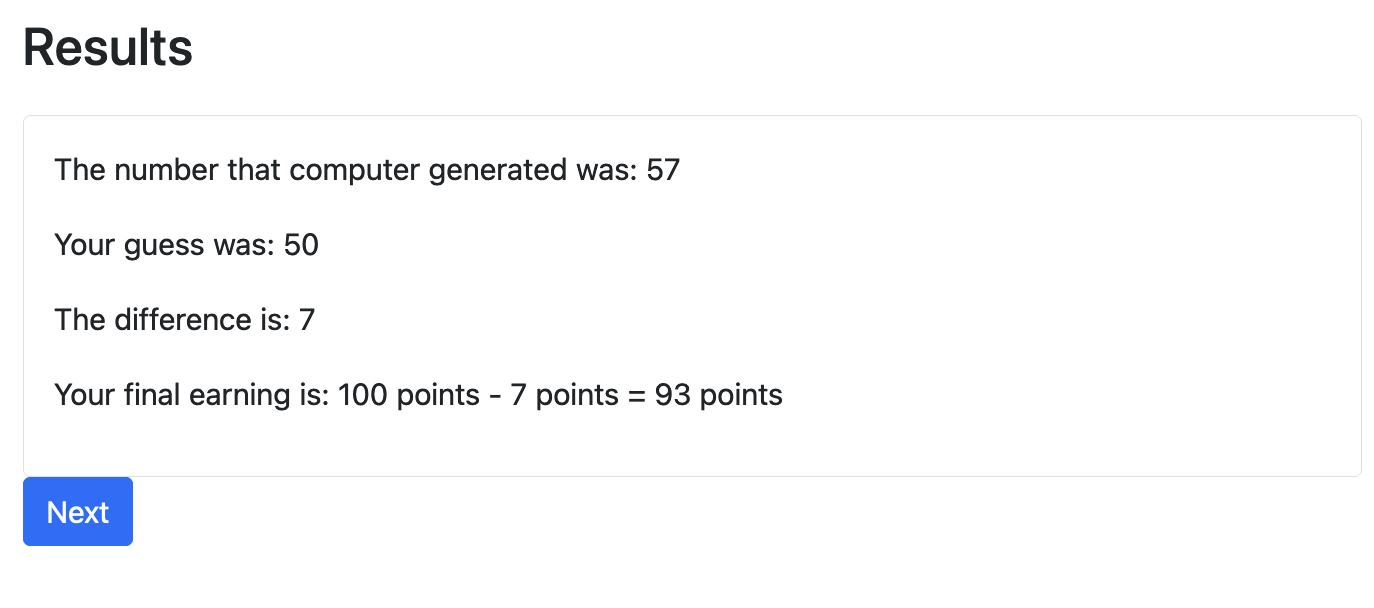 Results
The number that computer generated was: 57
Your guess was: 50
The difference is: 7
Your final earning is: 100 points - 7 points = 93 points
Next